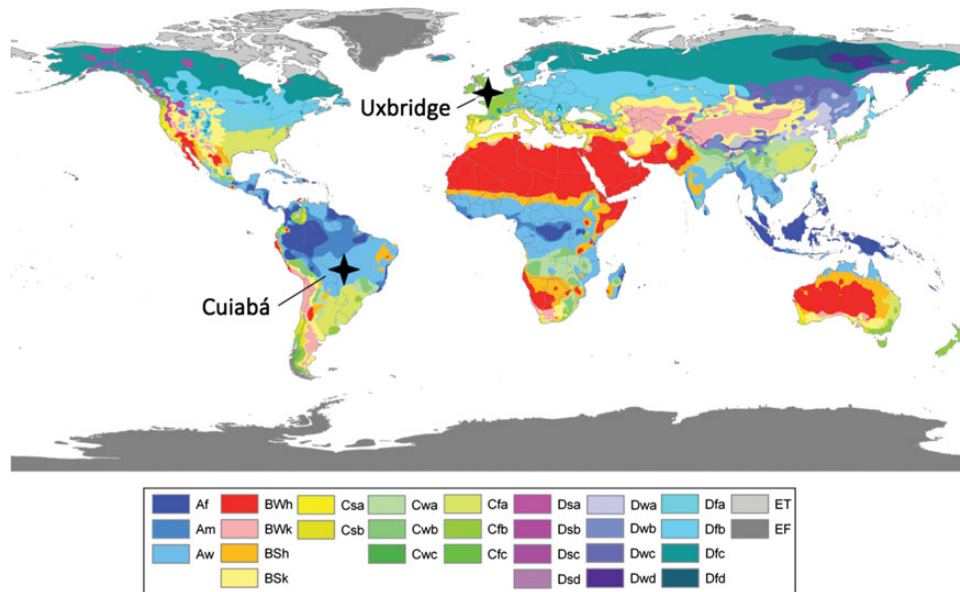 Uxbridge
Cuiabá
Af BWh Csa Cwa Cfa Dsa Dwa Dfa ET
Am BWk Csb Cwb Cfb Dsb Dwb Dfb EF
Aw BSh Cwc Cfc Dsc Dwc Dfc
BSk Dsd Dwd Dfd